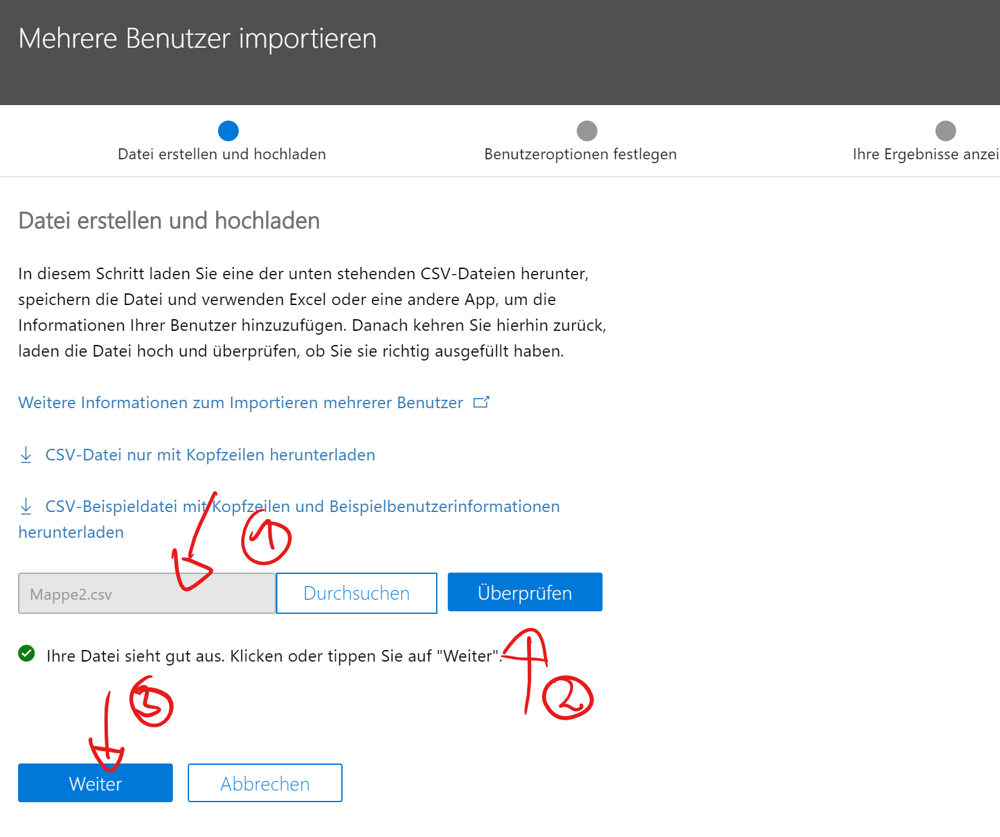 Mehrere Benutzer importieren
Datei erstellen und hochladen
Benutzeroptionen festlegen
Ihre Ergebnisse anzei
Datei erstellen und hochladen
In diesem Schritt laden Sie eine der unten stehenden CSV-Dateien herunter,
speichern die Datei und verwenden Excel oder eine andere App, um die
Informationen Ihrer Benutzer hinzuzufügen. Danach kehren Sie hierhin zurück,
laden die Datei hoch und überprüfen, ob Sie sie richtig ausgefüllt haben.
Weitere Informationen zum Importieren mehrerer Benutzer
CSV-Datei nur mit Kopfzeilen herunterladen
CSV-Beispieldatei mit Kopfzeilen und Beispielbenutzerinformationen
herunterladen
1
Mappe2.csv
Durchsuchen
Überprüfen
Ihre Datei sieht gut aus. Klicken oder tippen Sie auf "Weiter".
2
3
Weiter
Abbrechen